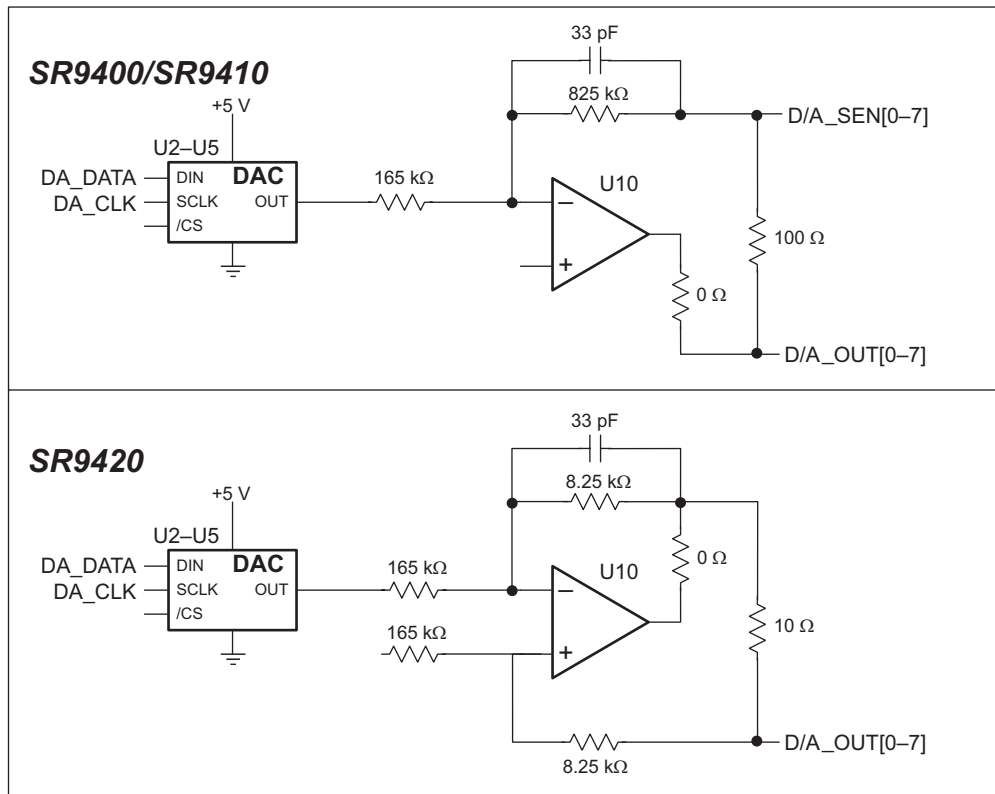 SR9400/SR9410
33 pF
825 kΩ
D/A_SEN[0–7]
+5 V
U2–U5
DA_DATA
DIN
DAC
DA_CLK
SCLK
OUT
/CS
165 kΩ
U10
–
+
100 Ω
0 Ω
D/A_OUT[0–7]
SR9420
33 pF
8.25 kΩ
+5 V
U2–U5
DA_DATA
DIN
DAC
DA_CLK
SCLK
OUT
/CS
165 kΩ
U10
0 Ω
–
165 kΩ
+
10 Ω
D/A_OUT[0–7]
8.25 kΩ